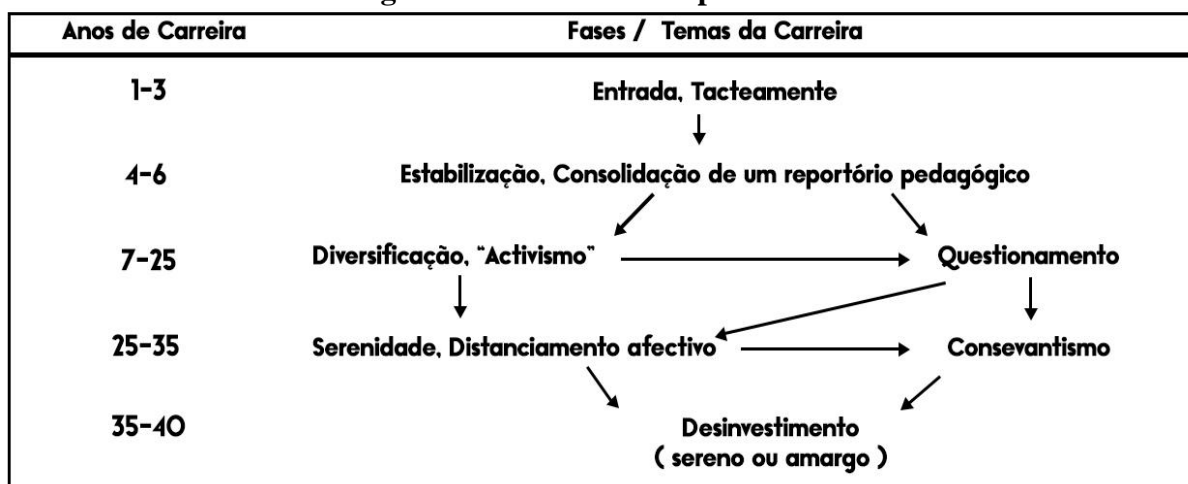 Anos de Carreira Fases / Temas da Carreira
1-3 Entrada, Tacteamente
4-6 Estabilização, Consolidação de um reportório pedagógico
7-25 Diversificação, "Activismo" Questionamento
25-35 Serenidade, Distanciamento afectivo Consevantismo
35-40 Desinvestimento
( sereno ou amargo )